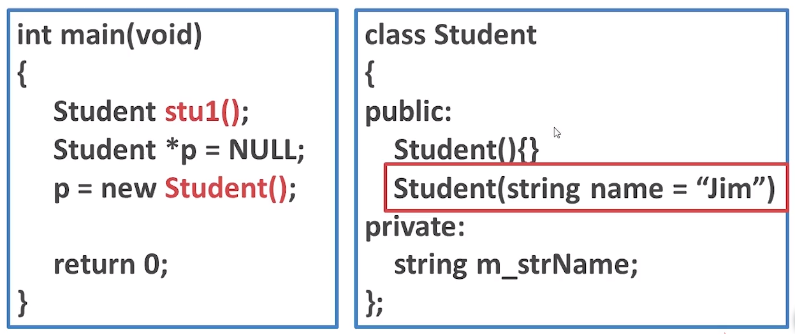 int main(void)
{
Student stu1();
Student *p = NULL;
p = new Student();
return 0;
}
class Student
{
public:
Student(){}
Student(string name = “Jim”)
private:
string m_strName;
};